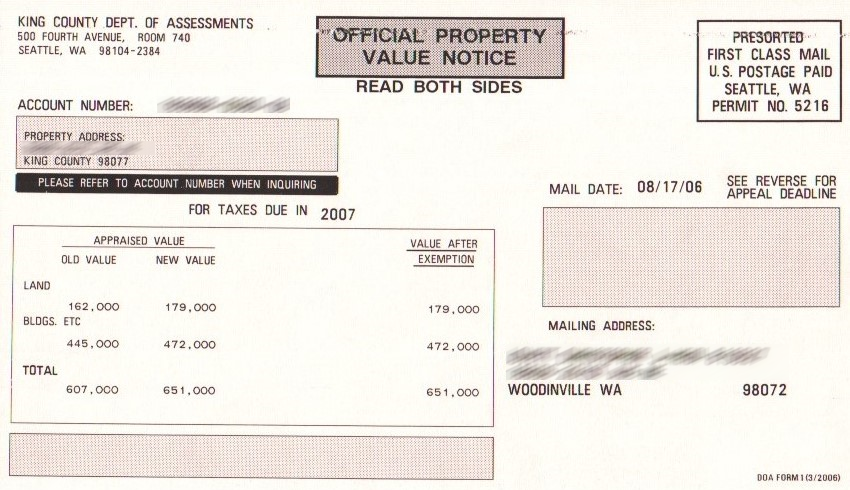 KING COUNTY DEPT. OF ASSESSMENTS
500 FOURTH AVENUE, ROOM 740
SEATTLE, WA 98104-2384
OFFICIAL PROPERTY
VALUE NOTICE
READ BOTH SIDES
PRESORTED
FIRST CLASS MAIL
U.S. POSTAGE PAID
SEATTLE, WA
PERMIT NO. 5216
ACCOUNT NUMBER:
PROPERTY ADDRESS:
KING COUNTY 98077
PLEASE REFER TO ACCOUNT NUMBER WHEN INQUIRING
MAIL DATE: 08/17/06
SEE REVERSE FOR
APPEAL DEADLINE
FOR TAXES DUE IN 2007
APPRAISED VALUE
OLD VALUE NEW VALUE
VALUE AFTER
EXEMPTION
LAND
162,000 179,000 179,000
BLDGS. ETC
445,000 472,000 472,000
TOTAL
607,000 651,000 651,000
MAILING ADDRESS:
WOODINVILLE WA 98072
DOA FORM 1 (3/2006)